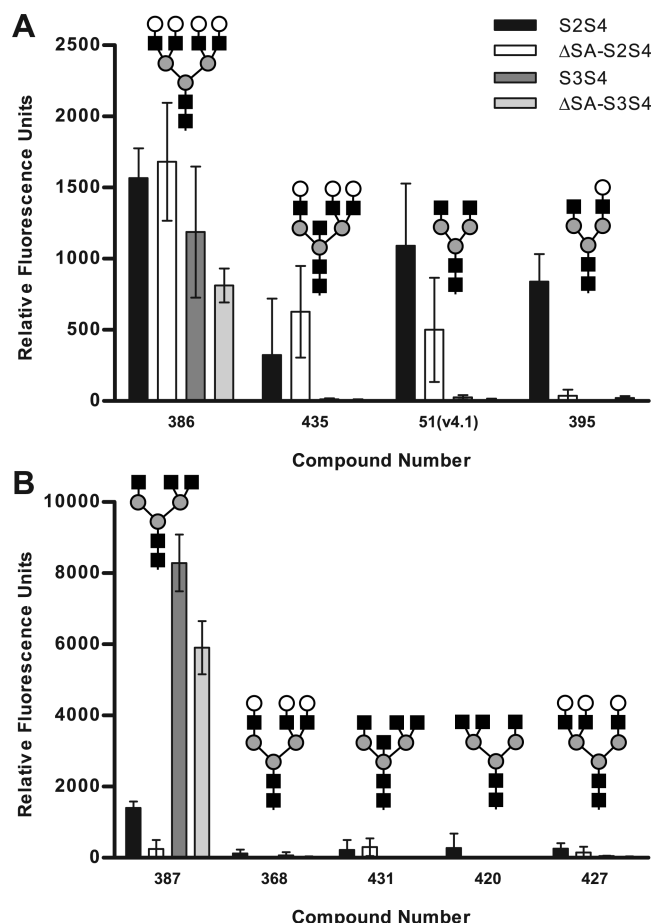 A
S2S4
ΔSA-S2S4
S3S4
ΔSA-S3S4
Relative Fluorescence Units
2500
2000
1500
1000
500
0
386 435 51(v4.1) 395
Compound Number
B
Relative Fluorescence Units
10000
8000
6000
4000
2000
0
387 368 431 420 427
Compound Number